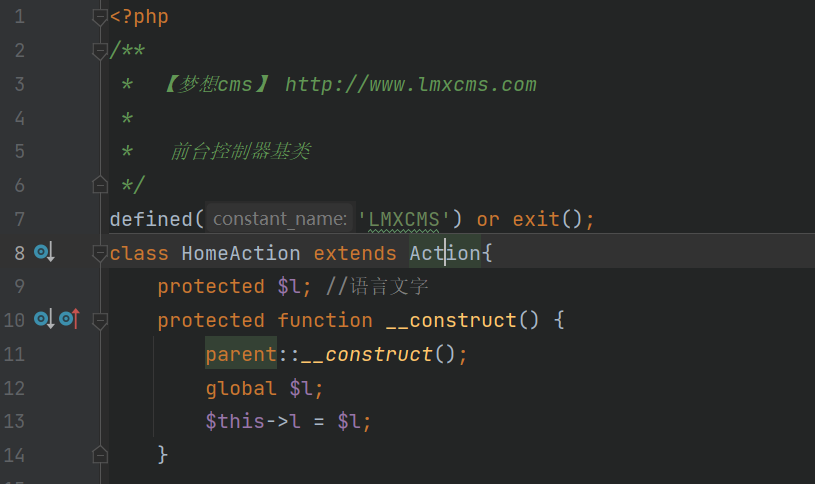 1 <?php
2 /**
3 * 【梦想cms】 http://www.lmxcms.com
4 *
5 * 前台控制器基类
6 */
7 defined( constant_name: 'LMXCMS') or exit();
8 class HomeAction extends Action{
9 protected $l; //语言文字
10 protected function __construct() {
11 parent::__construct();
12 global $l;
13 $this->l = $l;
14 }